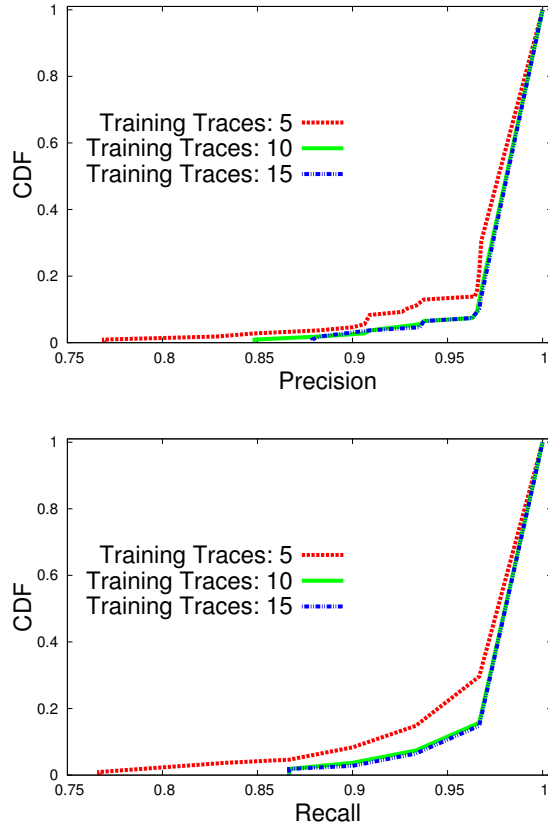 1
0.8
0.6
0.4
0.2
0
CDF
Training Traces: 5
Training Traces: 10
Training Traces: 15
0.75 0.8 0.85 0.9 0.95 1
Precision
1
0.8
0.6
0.4
0.2
0
CDF
Training Traces: 5
Training Traces: 10
Training Traces: 15
0.75 0.8 0.85 0.9 0.95 1
Recall